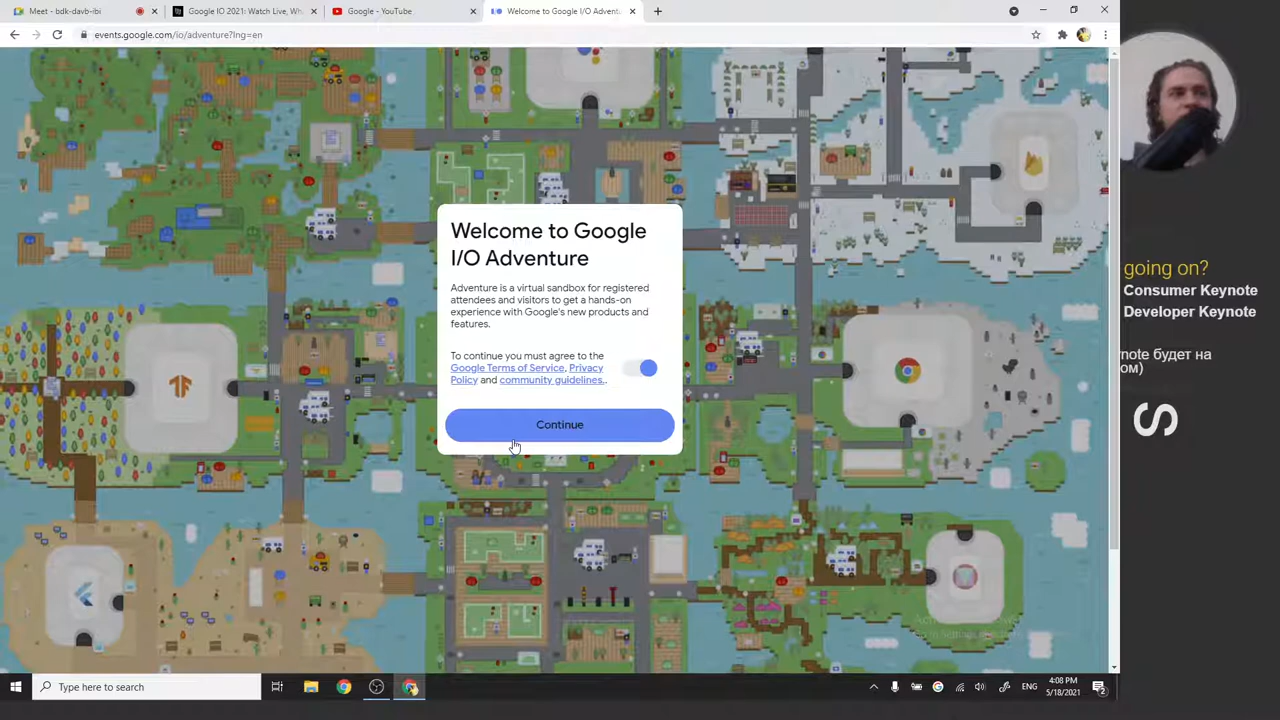 Meet - bdk-davb-ibi
Google IO 2021: Watch Live, Wh
Google - YouTube
Welcome to Google I/O Adventu
events.google.com/io/adventure?lng=en
Welcome to Google
I/O Adventure
Adventure is a virtual sandbox for registered
attendees and visitors to get a hands-on
experience with Google's new products and
features.
To continue you must agree to the
Google Terms of Service, Privacy
Policy and community guidelines..
Continue
going on?
Consumer Keynote
Developer Keynote
note будет на
ом)
S
Type here to search
ENG
4:08 PM
5/18/2021
2